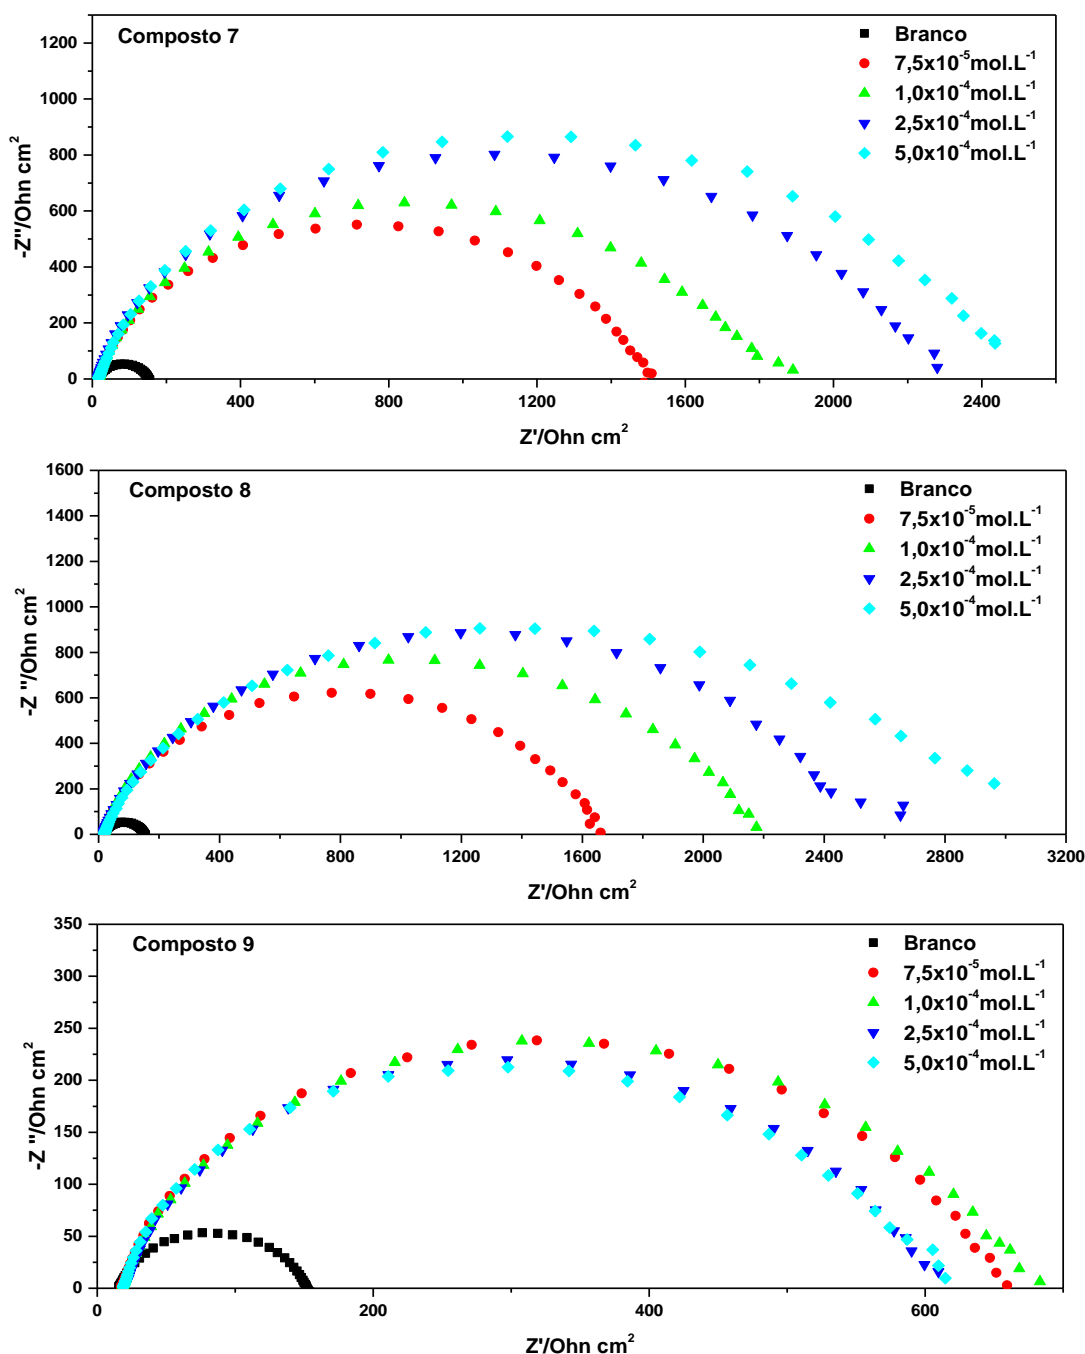 Composto 7
Branco
7,5x10⁻⁵mol.L⁻¹
1,0x10⁻⁴mol.L⁻¹
2,5x10⁻⁴mol.L⁻¹
5,0x10⁻⁴mol.L⁻¹
1200
1000
800
600
400
200
0
-Z''/Ohn cm²
0 400 800 1200 1600 2000 2400
Z'/Ohn cm²
Composto 8
Branco
7,5x10⁻⁵mol.L⁻¹
1,0x10⁻⁴mol.L⁻¹
2,5x10⁻⁴mol.L⁻¹
5,0x10⁻⁴mol.L⁻¹
1600
1400
1200
1000
800
600
400
200
0
-Z ''/Ohn cm²
0 400 800 1200 1600 2000 2400 2800 3200
Z'/Ohn cm²
Composto 9
Branco
7,5x10⁻⁵mol.L⁻¹
1,0x10⁻⁴mol.L⁻¹
2,5x10⁻⁴mol.L⁻¹
5,0x10⁻⁴mol.L⁻¹
350
300
250
200
150
100
50
0
-Z ''/Ohn cm²
0 200 400 600
Z'/Ohn cm²